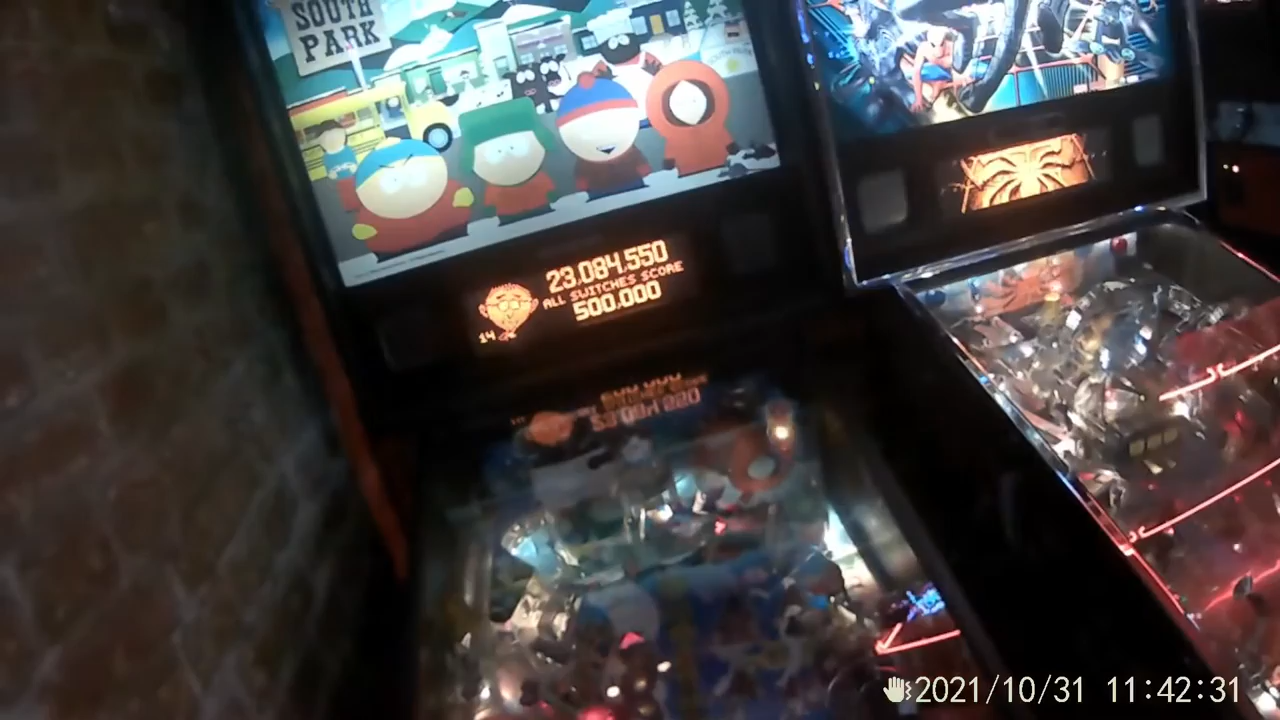 SOUTH
PARK
23,084,550
ALL SWITCHES SCORE
500,000
14
2021/10/31 11:42:31